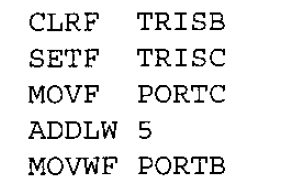 CLRF TRISB
SETF TRISC
MOVF PORTC
ADDLW 5
MOVWF PORTB